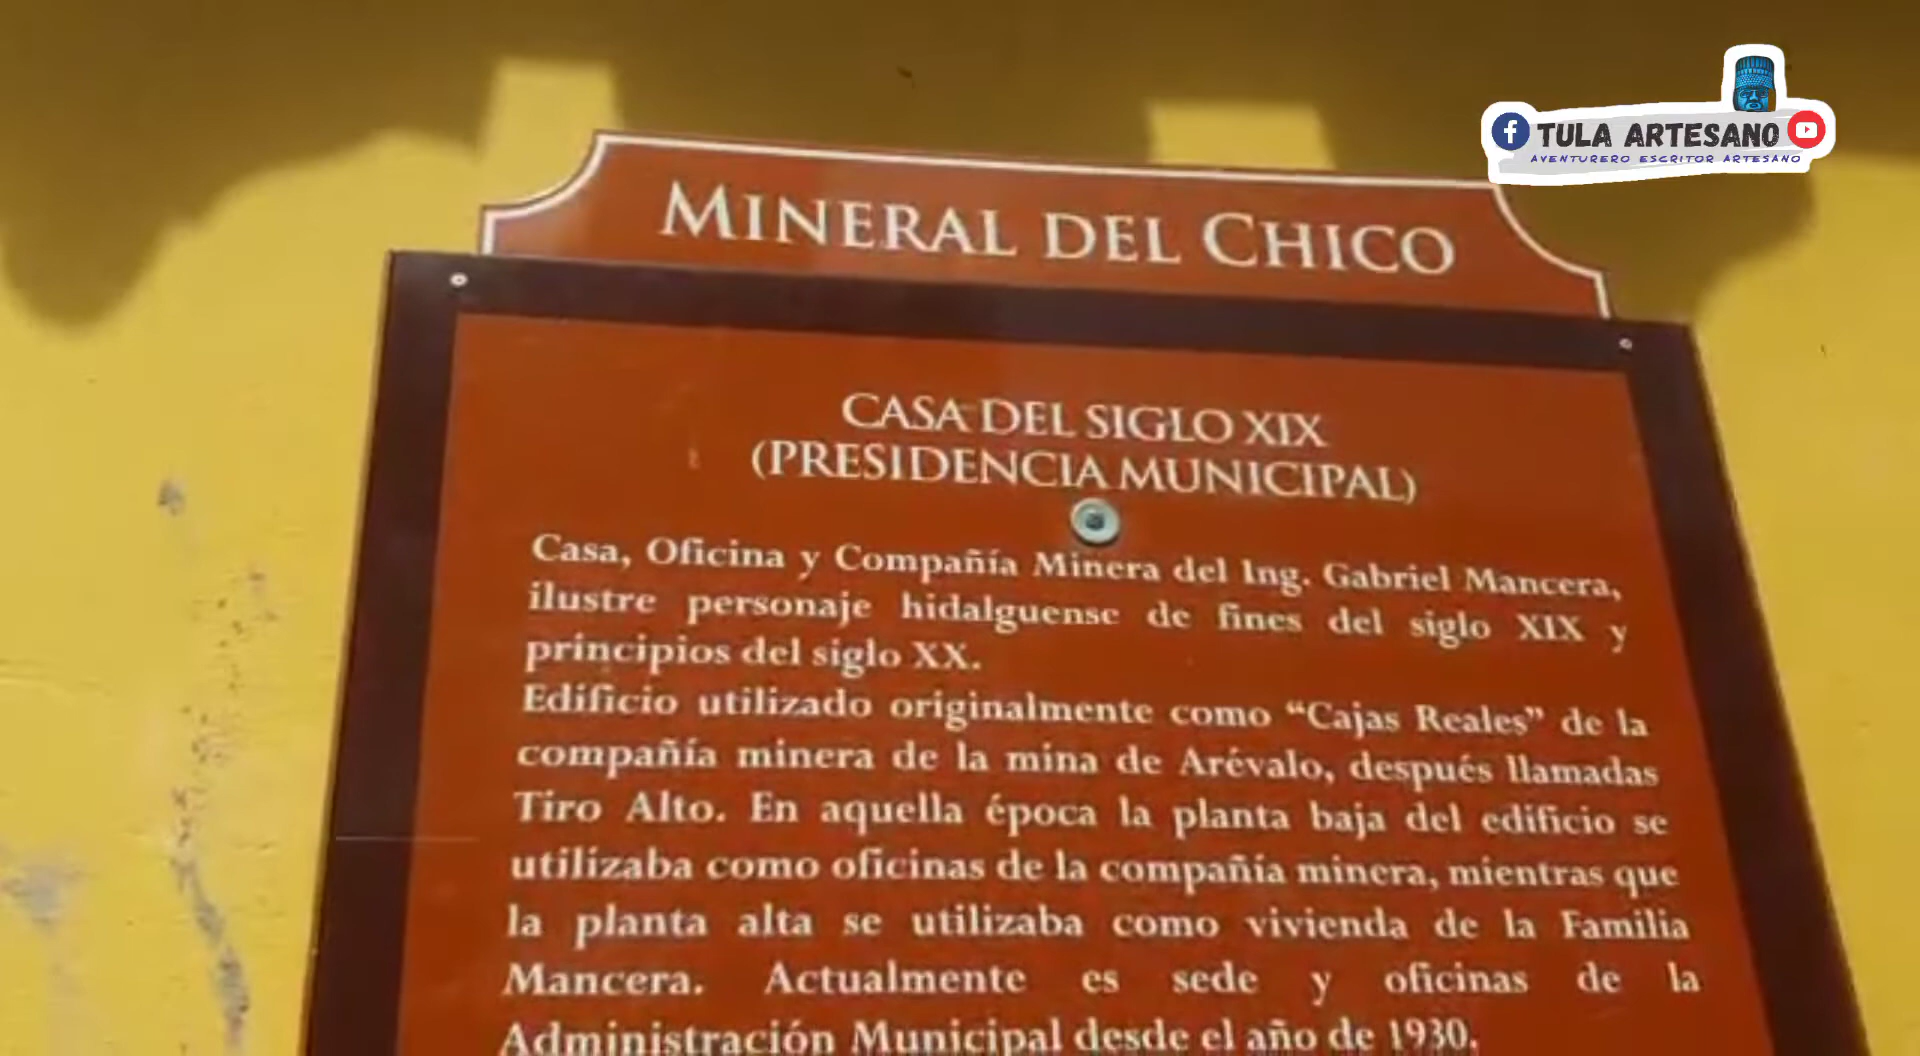 TULA ARTESANO
AVENTURERO ESCRITOR ARTESANO
MINERAL DEL CHICO
CASA DEL SIGLO XIX
(PRESIDENCIA MUNICIPAL)
Casa, Oficina y Compañía Minera del Ing. Gabriel Mancera,
ilustre personaje hidalguense de fines del siglo XIX y
principios del siglo XX.
Edificio utilizado originalmente como “Cajas Reales” de la
compañía minera de la mina de Arévalo, después llamadas
Tiro Alto. En aquella época la planta baja del edificio se
utilizaba como oficinas de la compañía minera, mientras que
la planta alta se utilizaba como vivienda de la Familia
Mancera. Actualmente es sede y oficinas de la
Administración Municipal desde el año de 1930.